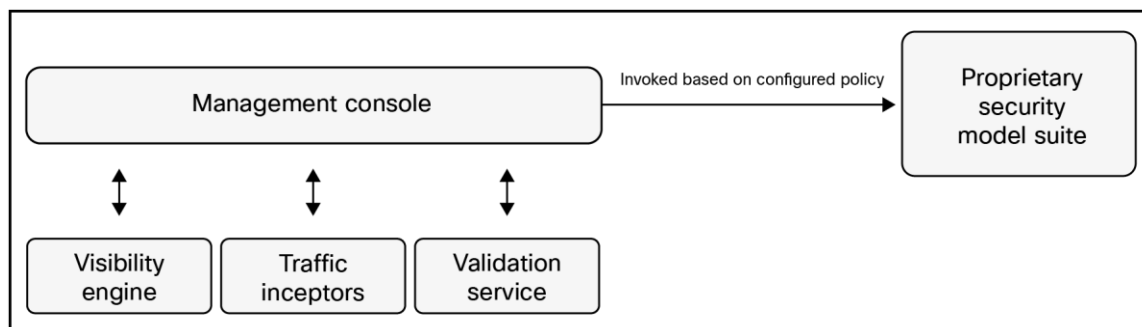 Management console
Invoked based on configured policy
Proprietary
security
model suite
Visibility
engine
Traffic
inceptors
Validation
service